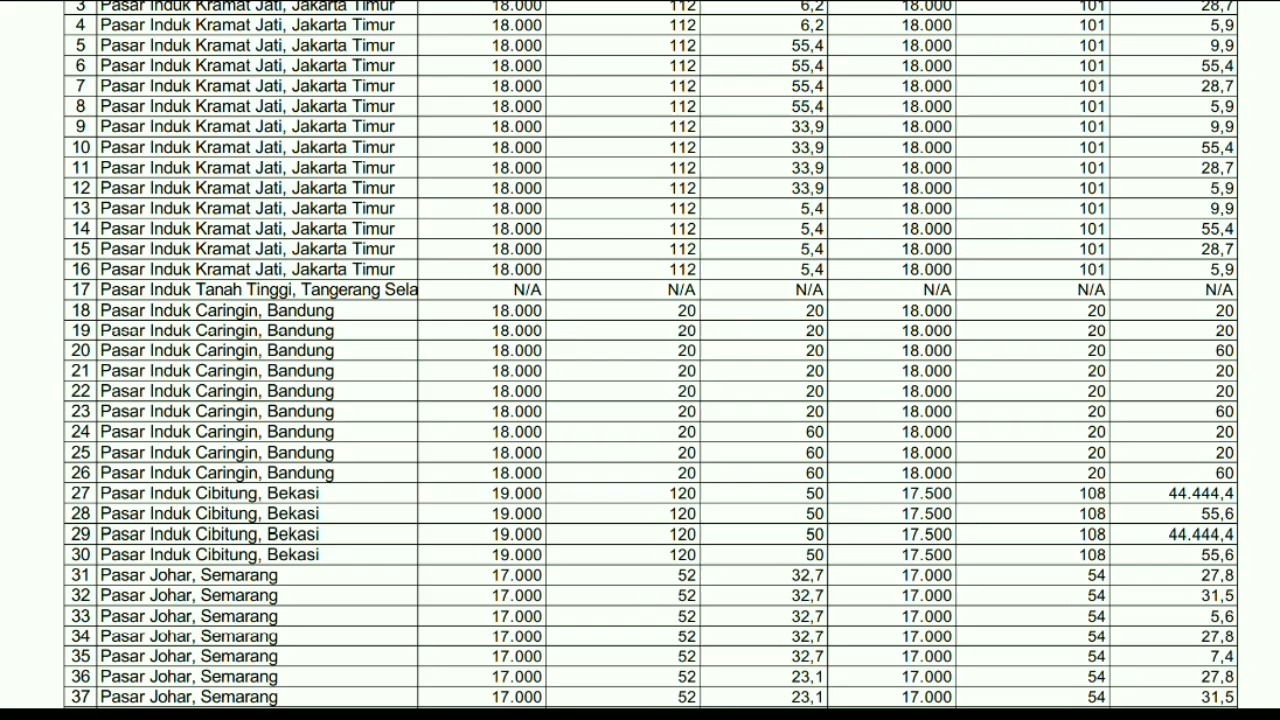 3 Pasar Induk Kramat Jati, Jakarta Timur 18.000 112 6,2 18.000 101 28,7
4 Pasar Induk Kramat Jati, Jakarta Timur 18.000 112 6,2 18.000 101 5,9
5 Pasar Induk Kramat Jati, Jakarta Timur 18.000 112 55,4 18.000 101 9,9
6 Pasar Induk Kramat Jati, Jakarta Timur 18.000 112 55,4 18.000 101 55,4
7 Pasar Induk Kramat Jati, Jakarta Timur 18.000 112 55,4 18.000 101 28,7
8 Pasar Induk Kramat Jati, Jakarta Timur 18.000 112 55,4 18.000 101 5,9
9 Pasar Induk Kramat Jati, Jakarta Timur 18.000 112 33,9 18.000 101 9,9
10 Pasar Induk Kramat Jati, Jakarta Timur 18.000 112 33,9 18.000 101 55,4
11 Pasar Induk Kramat Jati, Jakarta Timur 18.000 112 33,9 18.000 101 28,7
12 Pasar Induk Kramat Jati, Jakarta Timur 18.000 112 33,9 18.000 101 5,9
13 Pasar Induk Kramat Jati, Jakarta Timur 18.000 112 5,4 18.000 101 9,9
14 Pasar Induk Kramat Jati, Jakarta Timur 18.000 112 5,4 18.000 101 55,4
15 Pasar Induk Kramat Jati, Jakarta Timur 18.000 112 5,4 18.000 101 28,7
16 Pasar Induk Kramat Jati, Jakarta Timur 18.000 112 5,4 18.000 101 5,9
17 Pasar Induk Tanah Tinggi, Tangerang Sela N/A N/A N/A N/A N/A N/A
18 Pasar Induk Caringin, Bandung 18.000 20 20 18.000 20 20
19 Pasar Induk Caringin, Bandung 18.000 20 20 18.000 20 20
20 Pasar Induk Caringin, Bandung 18.000 20 20 18.000 20 60
21 Pasar Induk Caringin, Bandung 18.000 20 20 18.000 20 20
22 Pasar Induk Caringin, Bandung 18.000 20 20 18.000 20 20
23 Pasar Induk Caringin, Bandung 18.000 20 20 18.000 20 60
24 Pasar Induk Caringin, Bandung 18.000 20 60 18.000 20 20
25 Pasar Induk Caringin, Bandung 18.000 20 60 18.000 20 20
26 Pasar Induk Caringin, Bandung 18.000 20 60 18.000 20 60
27 Pasar Induk Cibitung, Bekasi 19.000 120 50 17.500 108 44.444,4
28 Pasar Induk Cibitung, Bekasi 19.000 120 50 17.500 108 55,6
29 Pasar Induk Cibitung, Bekasi 19.000 120 50 17.500 108 44.444,4
30 Pasar Induk Cibitung, Bekasi 19.000 120 50 17.500 108 55,6
31 Pasar Johar, Semarang 17.000 52 32,7 17.000 54 27,8
32 Pasar Johar, Semarang 17.000 52 32,7 17.000 54 31,5
33 Pasar Johar, Semarang 17.000 52 32,7 17.000 54 5,6
34 Pasar Johar, Semarang 17.000 52 32,7 17.000 54 27,8
35 Pasar Johar, Semarang 17.000 52 32,7 17.000 54 7,4
36 Pasar Johar, Semarang 17.000 52 23,1 17.000 54 27,8
37 Pasar Johar, Semarang 17.000 52 23,1 17.000 54 31,5